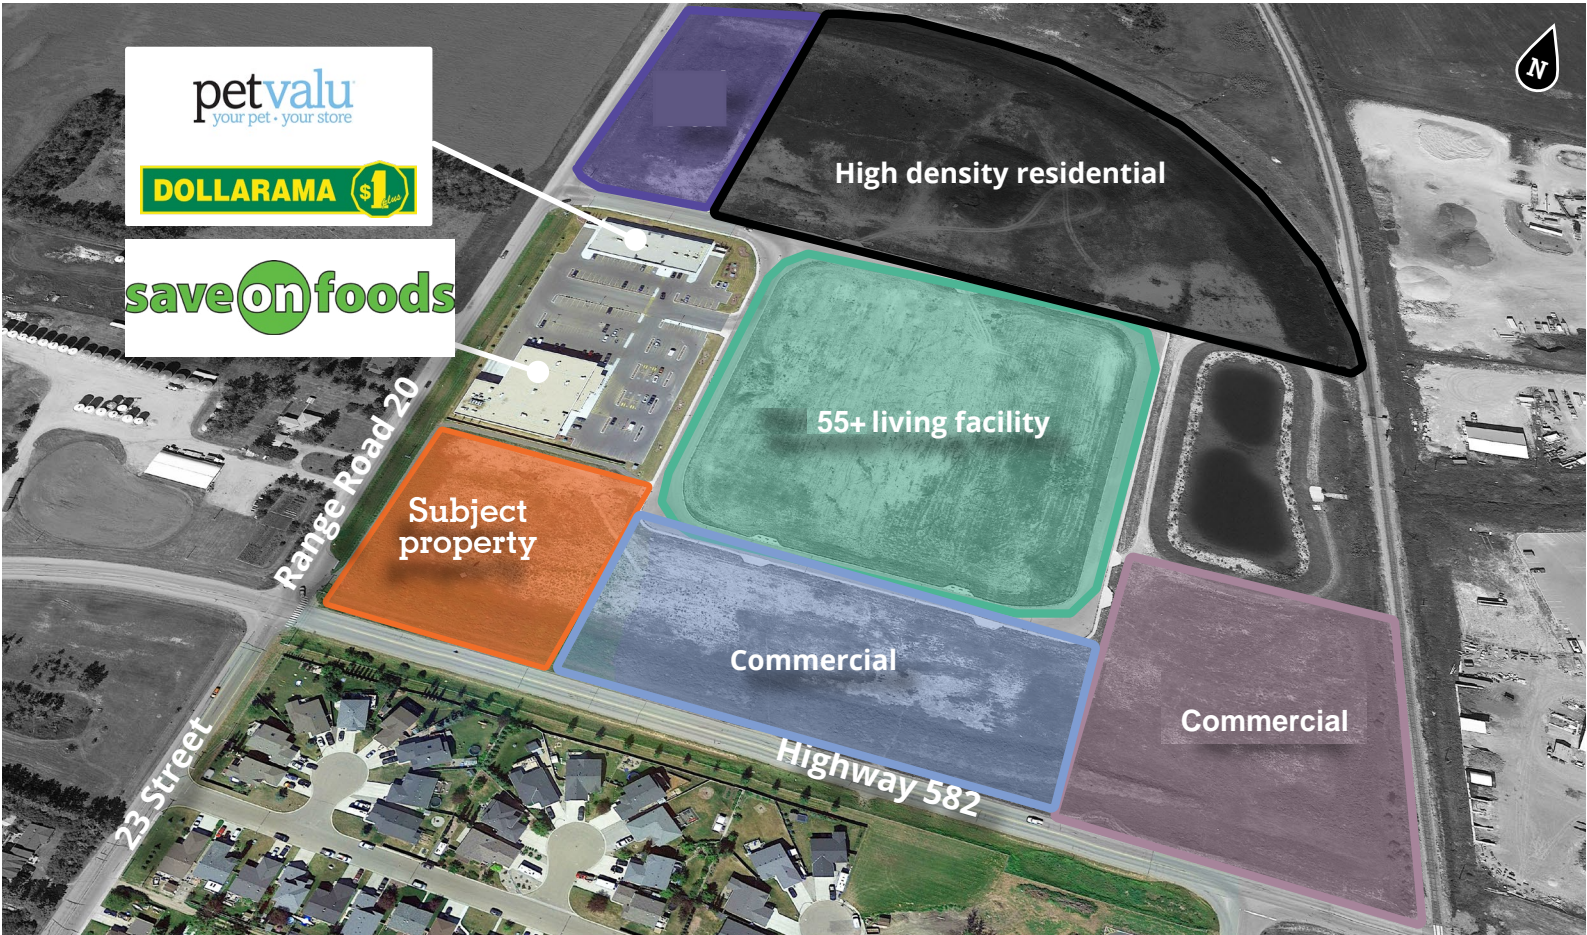 N
petvalu
your pet • your store
DOLLARAMA $1 plus
save on foods
High density residential
55+ living facility
Range Road 20
Subject
property
Commercial
Commercial
23 Street
Highway 582